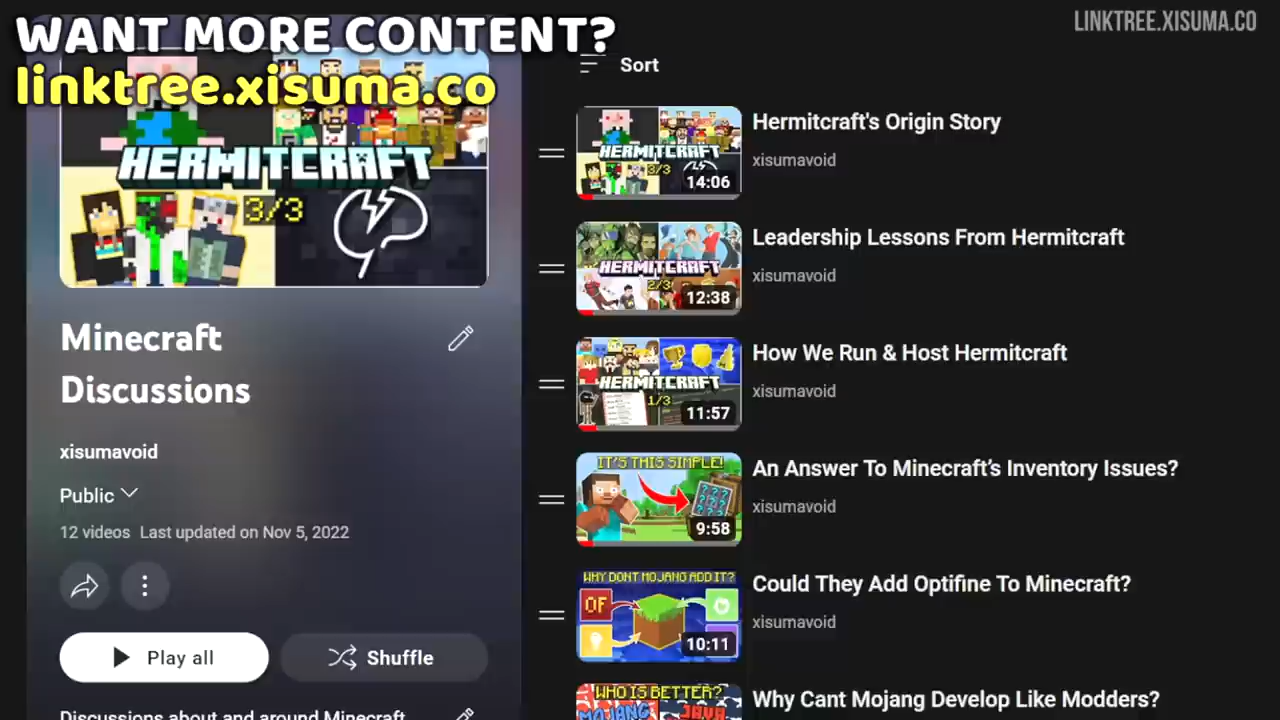 WANT MORE CONTENT?
linktree.xisuma.co
LINKTREE.XISUMA.CO
HERMITCRAFT
3/3
Minecraft
Discussions
xisumavoid
Public
12 videos Last updated on Nov 5, 2022
Play all
Shuffle
Discussions about and around Minecraft
Sort
HERMITCRAFT
3/3
14:06
Hermitcraft's Origin Story
xisumavoid
HERMITCRAFT
2/3
12:38
Leadership Lessons From Hermitcraft
xisumavoid
HERMITCRAFT
1/3
11:57
How We Run & Host Hermitcraft
xisumavoid
IT'S THIS SIMPLE!
9:58
An Answer To Minecraft’s Inventory Issues?
xisumavoid
WHY DONT MOJANG ADD IT?
OF
10:11
Could They Add Optifine To Minecraft?
xisumavoid
WHO IS BETTER?
MOJANG
JAVA
Why Cant Mojang Develop Like Modders?